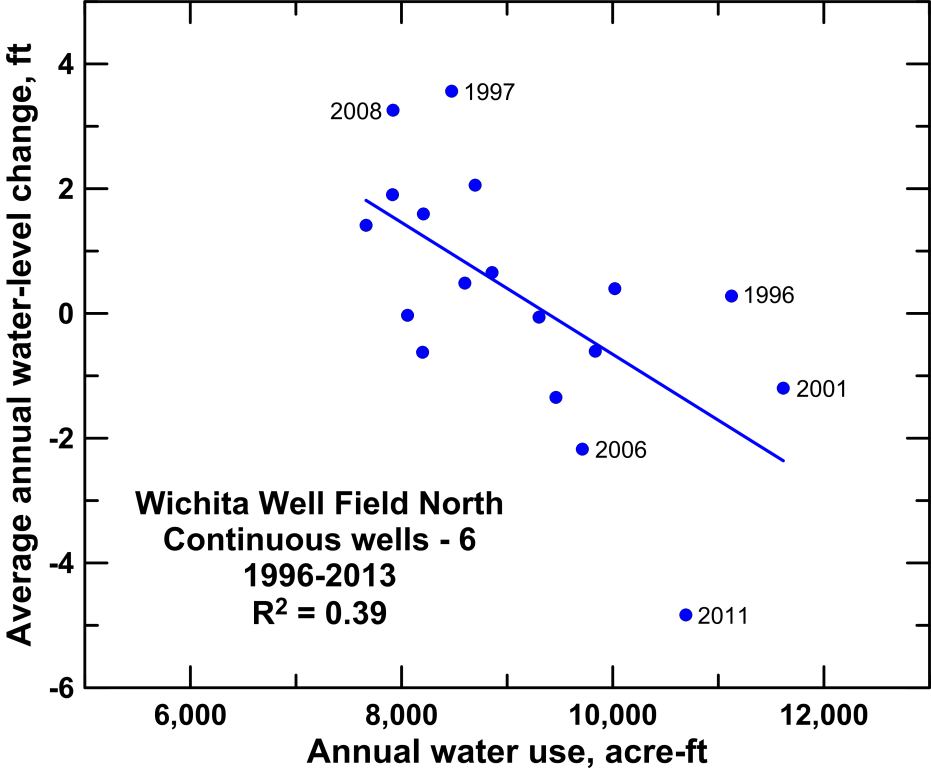 Average annual water-level change, ft
4
2
0
-2
-4
-6
2008
1997
1996
2001
2006
2011
Wichita Well Field North
Continuous wells - 6
1996-2013
R² = 0.39
6,000 8,000 10,000 12,000
Annual water use, acre-ft